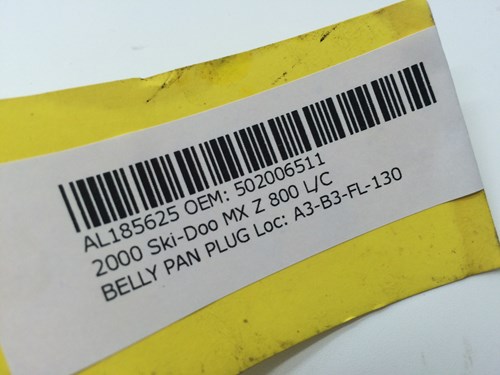 AL185625 OEM: 502006511
2000 Ski-Doo MX Z 800 L/C
BELLY PAN PLUG Loc: A3-B3-FL-130